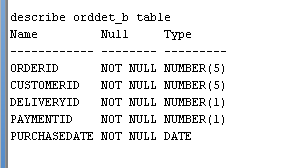 describe orddet_b table
Name         Null     Type
------------ -------- ---------
ORDERID      NOT NULL NUMBER(5)
CUSTOMERID   NOT NULL NUMBER(5)
DELIVERYID   NOT NULL NUMBER(1)
PAYMENTID    NOT NULL NUMBER(1)
PURCHASEDATE NOT NULL DATE